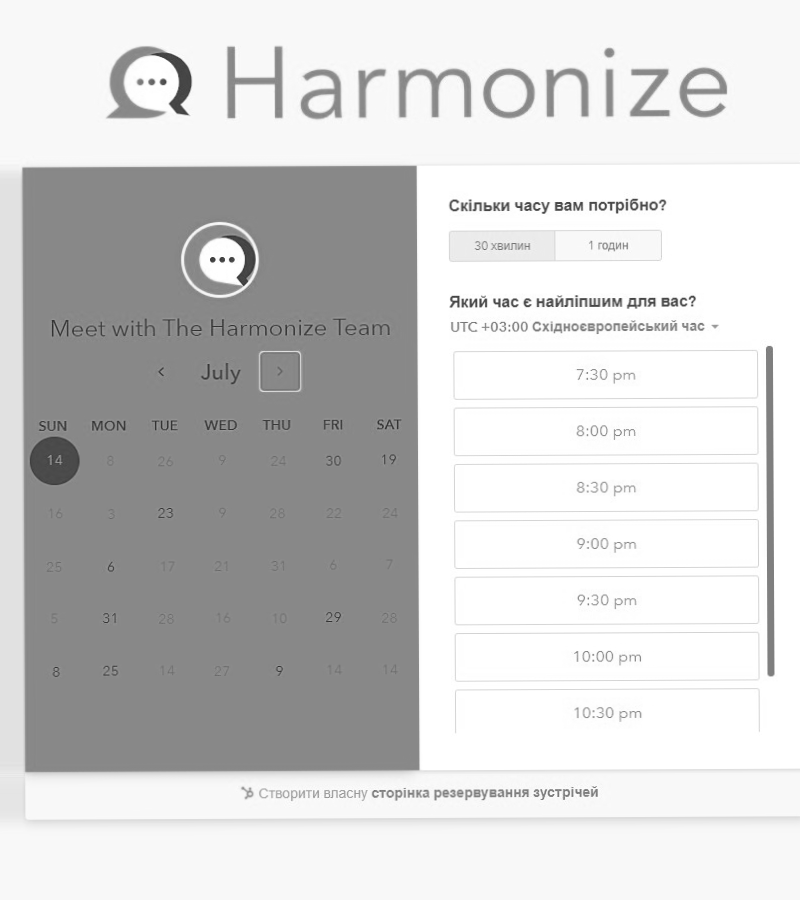 Harmonize
Meet with The Harmonize Team
July
SUN MON TUE WED THU FRI SAT
14 8 26 9 24 30 19
16 3 23 9 28 22 24
25 6 17 21 31 6 7
5 31 28 16 10 29 28
8 25 14 27 9 14 14
Скільки часу вам потрібно?
30 хвилин 1 годин
Який час є найліпшим для вас?
UTC +03:00 Східноєвропейський час
7:30 pm
8:00 pm
8:30 pm
9:00 pm
9:30 pm
10:00 pm
10:30 pm
Створити власну сторінка резервування зустрічей